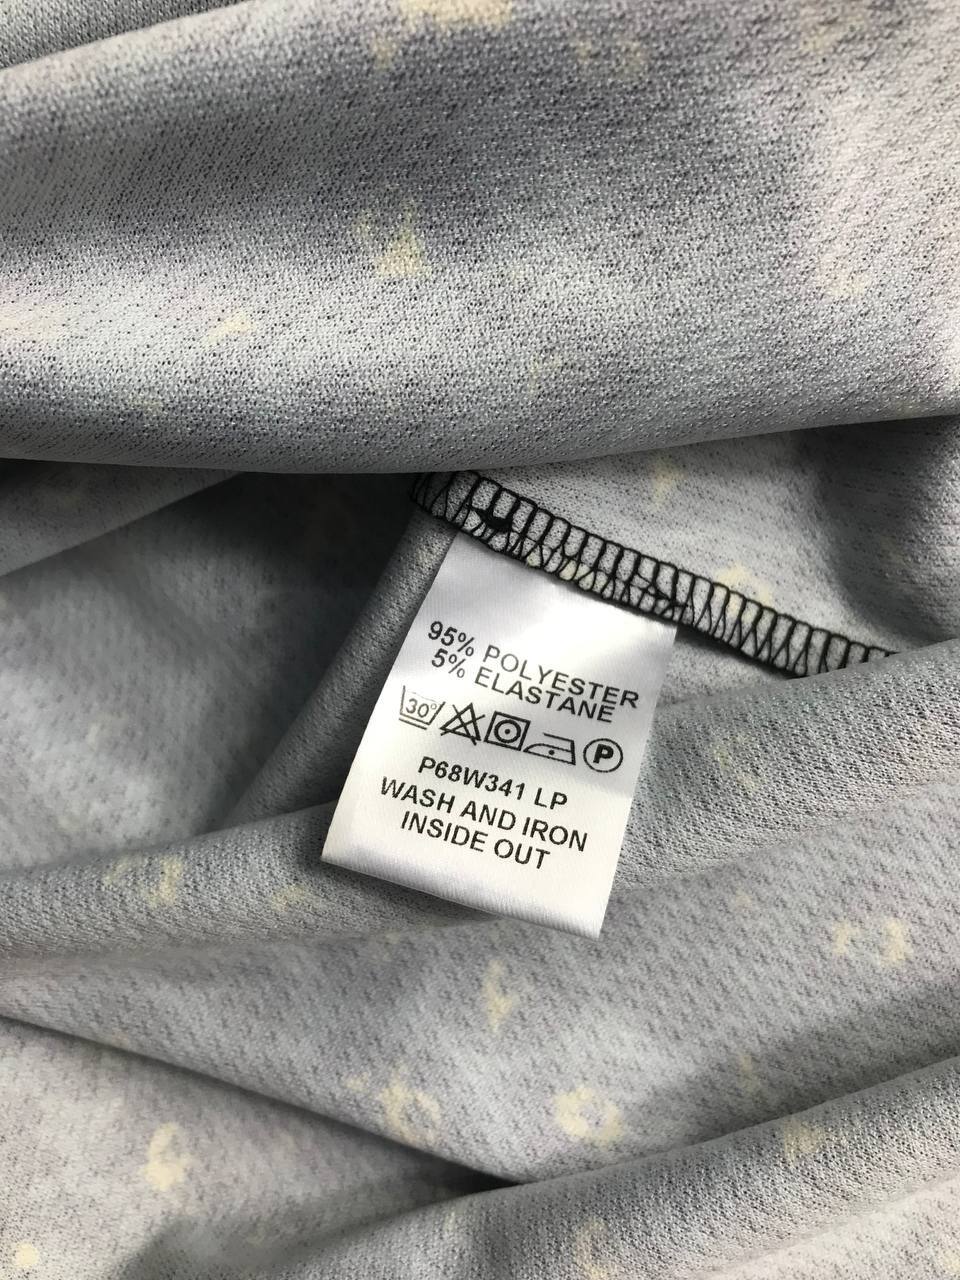 95% POLYESTER
5% ELASTANE
30° P
P68W341 LP
WASH AND IRON
INSIDE OUT